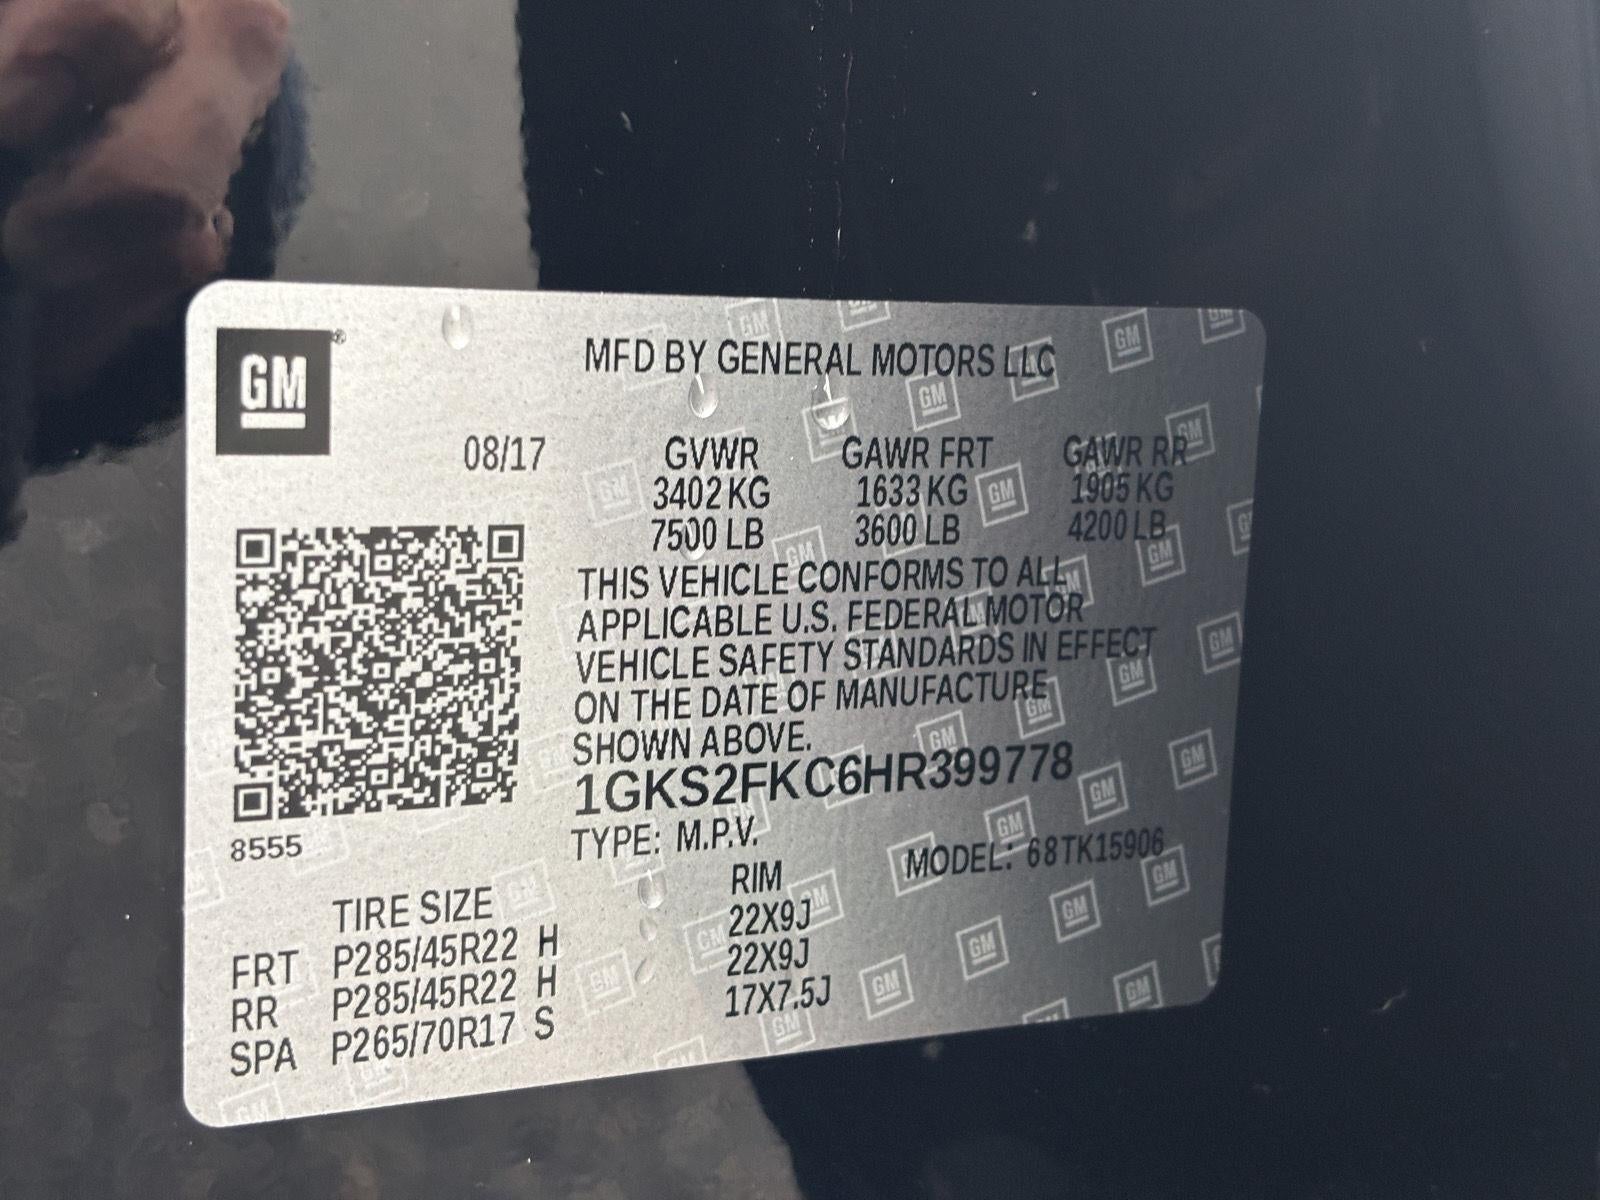 GM
MFD BY GENERAL MOTORS LLC
08/17 GVWR GAWR FRT GAWR RR
3402 KG 1633 KG 1905 KG
7500 LB 3600 LB 4200 LB
THIS VEHICLE CONFORMS TO ALL
APPLICABLE U.S. FEDERAL MOTOR
VEHICLE SAFETY STANDARDS IN EFFECT
ON THE DATE OF MANUFACTURE
SHOWN ABOVE.
1GKS2FKC6HR399778
8555
TYPE: M.P.V. MODEL: 68TK15906
TIRE SIZE RIM
FRT P285/45R22 H 22X9J
RR P285/45R22 H 22X9J
SPA P265/70R17 S 17X7.5J